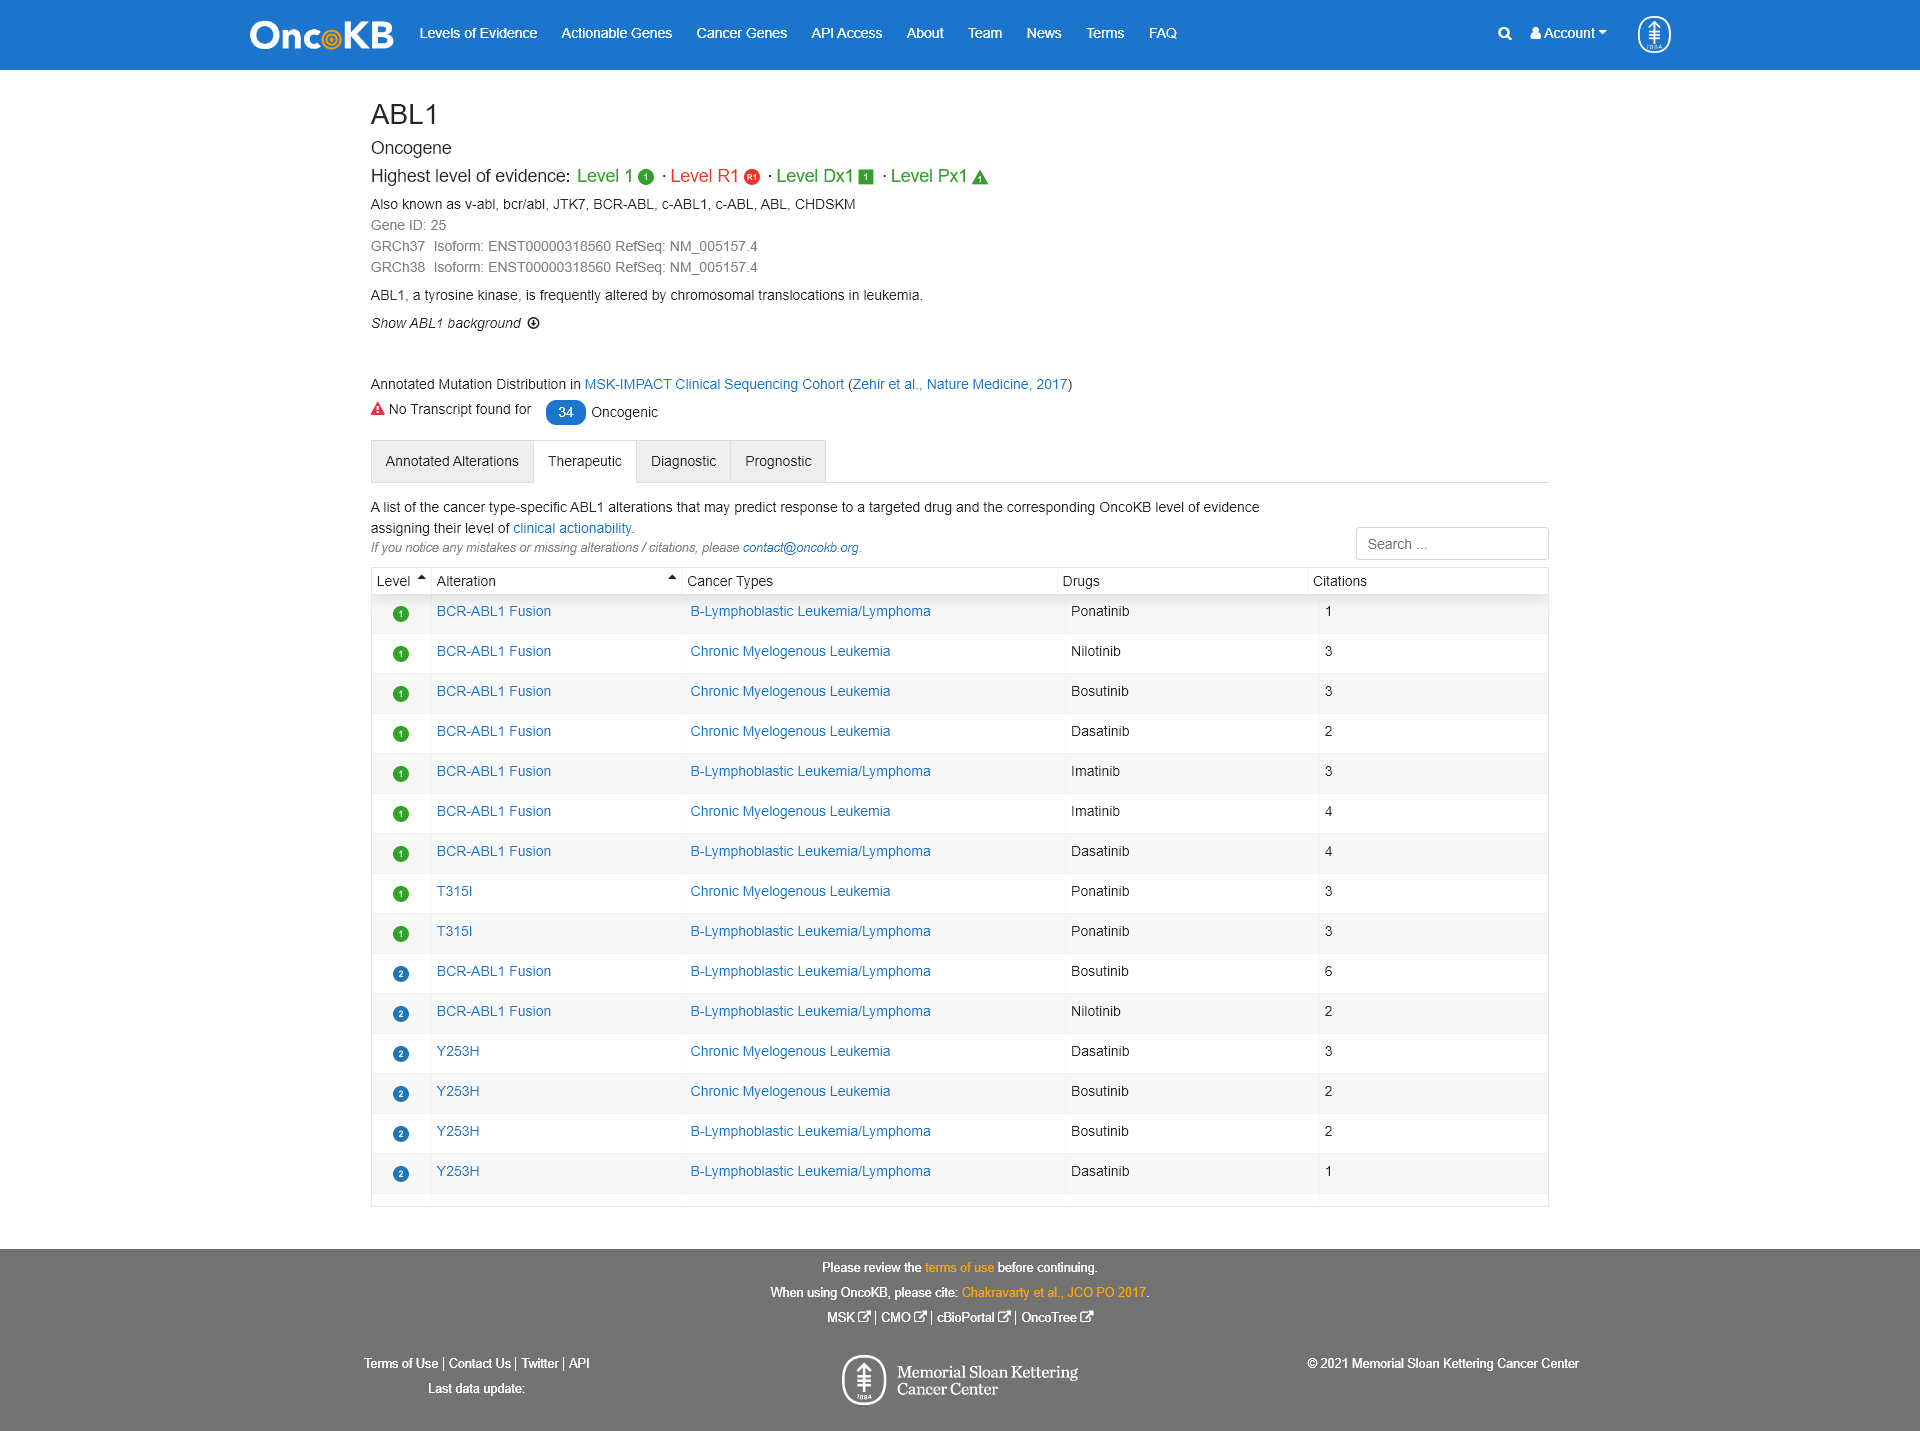 OncoKB Levels of Evidence Actionable Genes Cancer Genes API Access About Team News Terms FAQ Account
1884
ABL1
Oncogene
Highest level of evidence: Level 1 1 · Level R1 R1 · Level Dx1 1 · Level Px1 1
Also known as v-abl, bcr/abl, JTK7, BCR-ABL, c-ABL1, c-ABL, ABL, CHDSKM
Gene ID: 25
GRCh37 Isoform: ENST00000318560 RefSeq: NM_005157.4
GRCh38 Isoform: ENST00000318560 RefSeq: NM_005157.4
ABL1, a tyrosine kinase, is frequently altered by chromosomal translocations in leukemia.
Show ABL1 background
Annotated Mutation Distribution in MSK-IMPACT Clinical Sequencing Cohort (Zehir et al., Nature Medicine, 2017)
No Transcript found for 34 Oncogenic
Annotated Alterations Therapeutic Diagnostic Prognostic
A list of the cancer type-specific ABL1 alterations that may predict response to a targeted drug and the corresponding OncoKB level of evidence
assigning their level of clinical actionability.
If you notice any mistakes or missing alterations / citations, please contact@oncokb.org.
Search ...
Level Alteration Cancer Types Drugs Citations
1 BCR-ABL1 Fusion B-Lymphoblastic Leukemia/Lymphoma Ponatinib 1
1 BCR-ABL1 Fusion Chronic Myelogenous Leukemia Nilotinib 3
1 BCR-ABL1 Fusion Chronic Myelogenous Leukemia Bosutinib 3
1 BCR-ABL1 Fusion Chronic Myelogenous Leukemia Dasatinib 2
1 BCR-ABL1 Fusion B-Lymphoblastic Leukemia/Lymphoma Imatinib 3
1 BCR-ABL1 Fusion Chronic Myelogenous Leukemia Imatinib 4
1 BCR-ABL1 Fusion B-Lymphoblastic Leukemia/Lymphoma Dasatinib 4
1 T315I Chronic Myelogenous Leukemia Ponatinib 3
1 T315I B-Lymphoblastic Leukemia/Lymphoma Ponatinib 3
2 BCR-ABL1 Fusion B-Lymphoblastic Leukemia/Lymphoma Bosutinib 6
2 BCR-ABL1 Fusion B-Lymphoblastic Leukemia/Lymphoma Nilotinib 2
2 Y253H Chronic Myelogenous Leukemia Dasatinib 3
2 Y253H Chronic Myelogenous Leukemia Bosutinib 2
2 Y253H B-Lymphoblastic Leukemia/Lymphoma Bosutinib 2
2 Y253H B-Lymphoblastic Leukemia/Lymphoma Dasatinib 1
Please review the terms of use before continuing.
When using OncoKB, please cite: Chakravarty et al., JCO PO 2017.
MSK | CMO | cBioPortal | OncoTree
Terms of Use | Contact Us | Twitter | API
Last data update:
1884
Memorial Sloan Kettering
Cancer Center
© 2021 Memorial Sloan Kettering Cancer Center